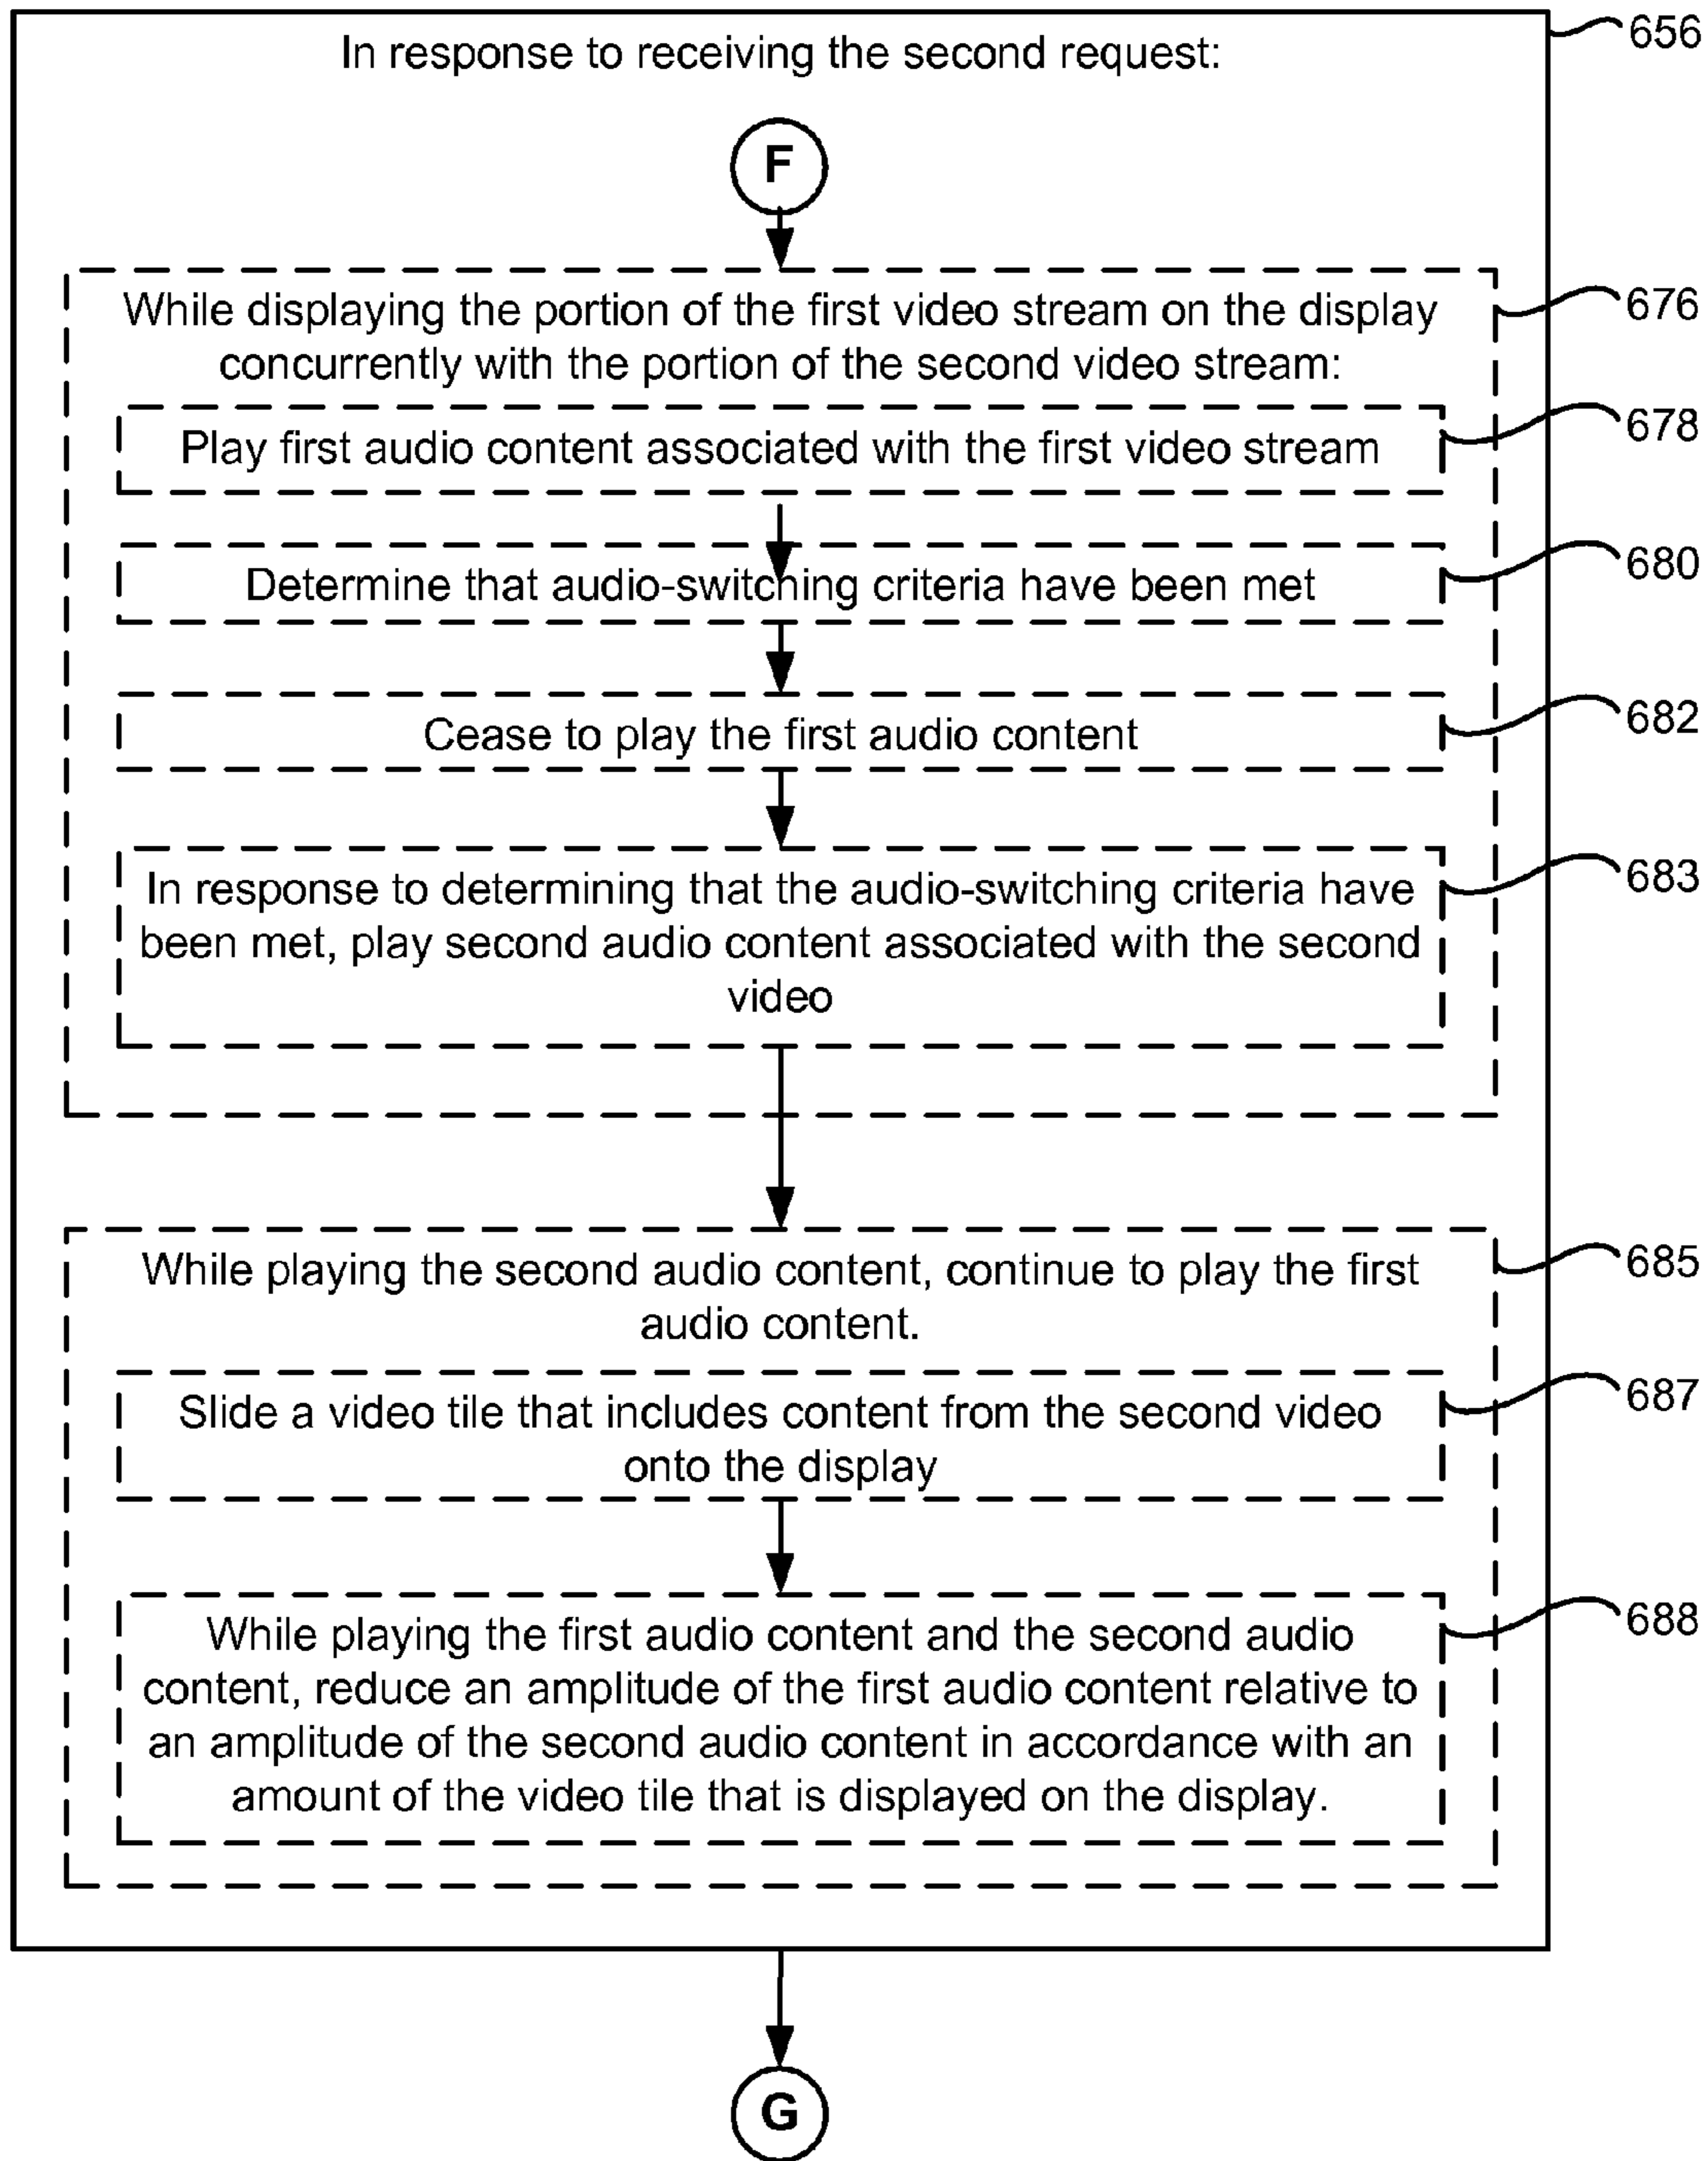 In response to receiving the second request:
656
F
While displaying the portion of the first video stream on the display
concurrently with the portion of the second video stream:
676
Play first audio content associated with the first video stream
678
Determine that audio-switching criteria have been met
680
Cease to play the first audio content
682
In response to determining that the audio-switching criteria have
been met, play second audio content associated with the second
video
683
While playing the second audio content, continue to play the first
audio content.
685
Slide a video tile that includes content from the second video
onto the display
687
While playing the first audio content and the second audio
content, reduce an amplitude of the first audio content relative to
an amplitude of the second audio content in accordance with an
amount of the video tile that is displayed on the display.
688
G